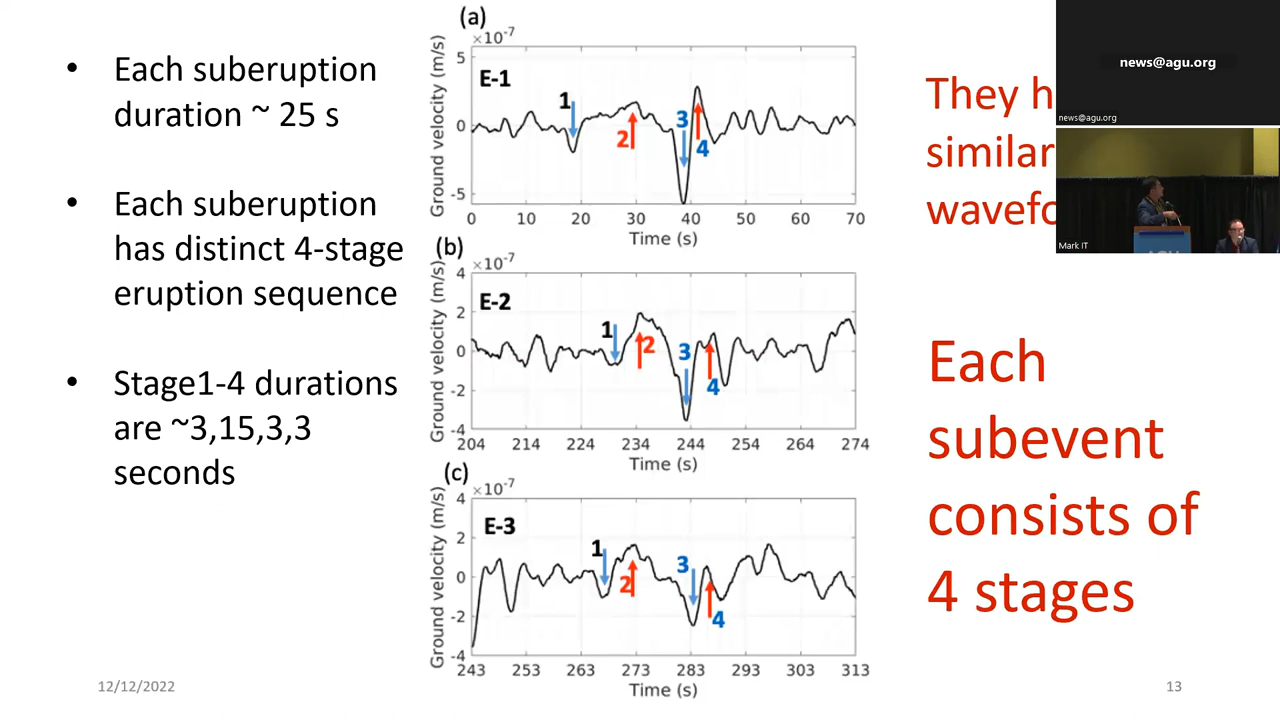 • Each suberuption
duration ~ 25 s
• Each suberuption
has distinct 4-stage
eruption sequence
• Stage1-4 durations
are ~3,15,3,3
seconds
(a)
×10⁻⁷
Ground velocity (m/s)
5
0
-5
E-1
1
2
3
4
0 10 20 30 40 50 60 70
Time (s)
(b)
×10⁻⁷
Ground velocity (m/s)
4
2
0
-2
-4
E-2
1
2
3
4
204 214 224 234 244 254 264 274
Time (s)
(c)
×10⁻⁷
Ground velocity (m/s)
4
2
0
-2
-4
E-3
1
2
3
4
243 253 263 273 283 293 303 313
Time (s)
They
similar
Each
subevent
consists of
4 stages
news@agu.org
news@agu.org
Mark IT
AGU
12/12/2022
13